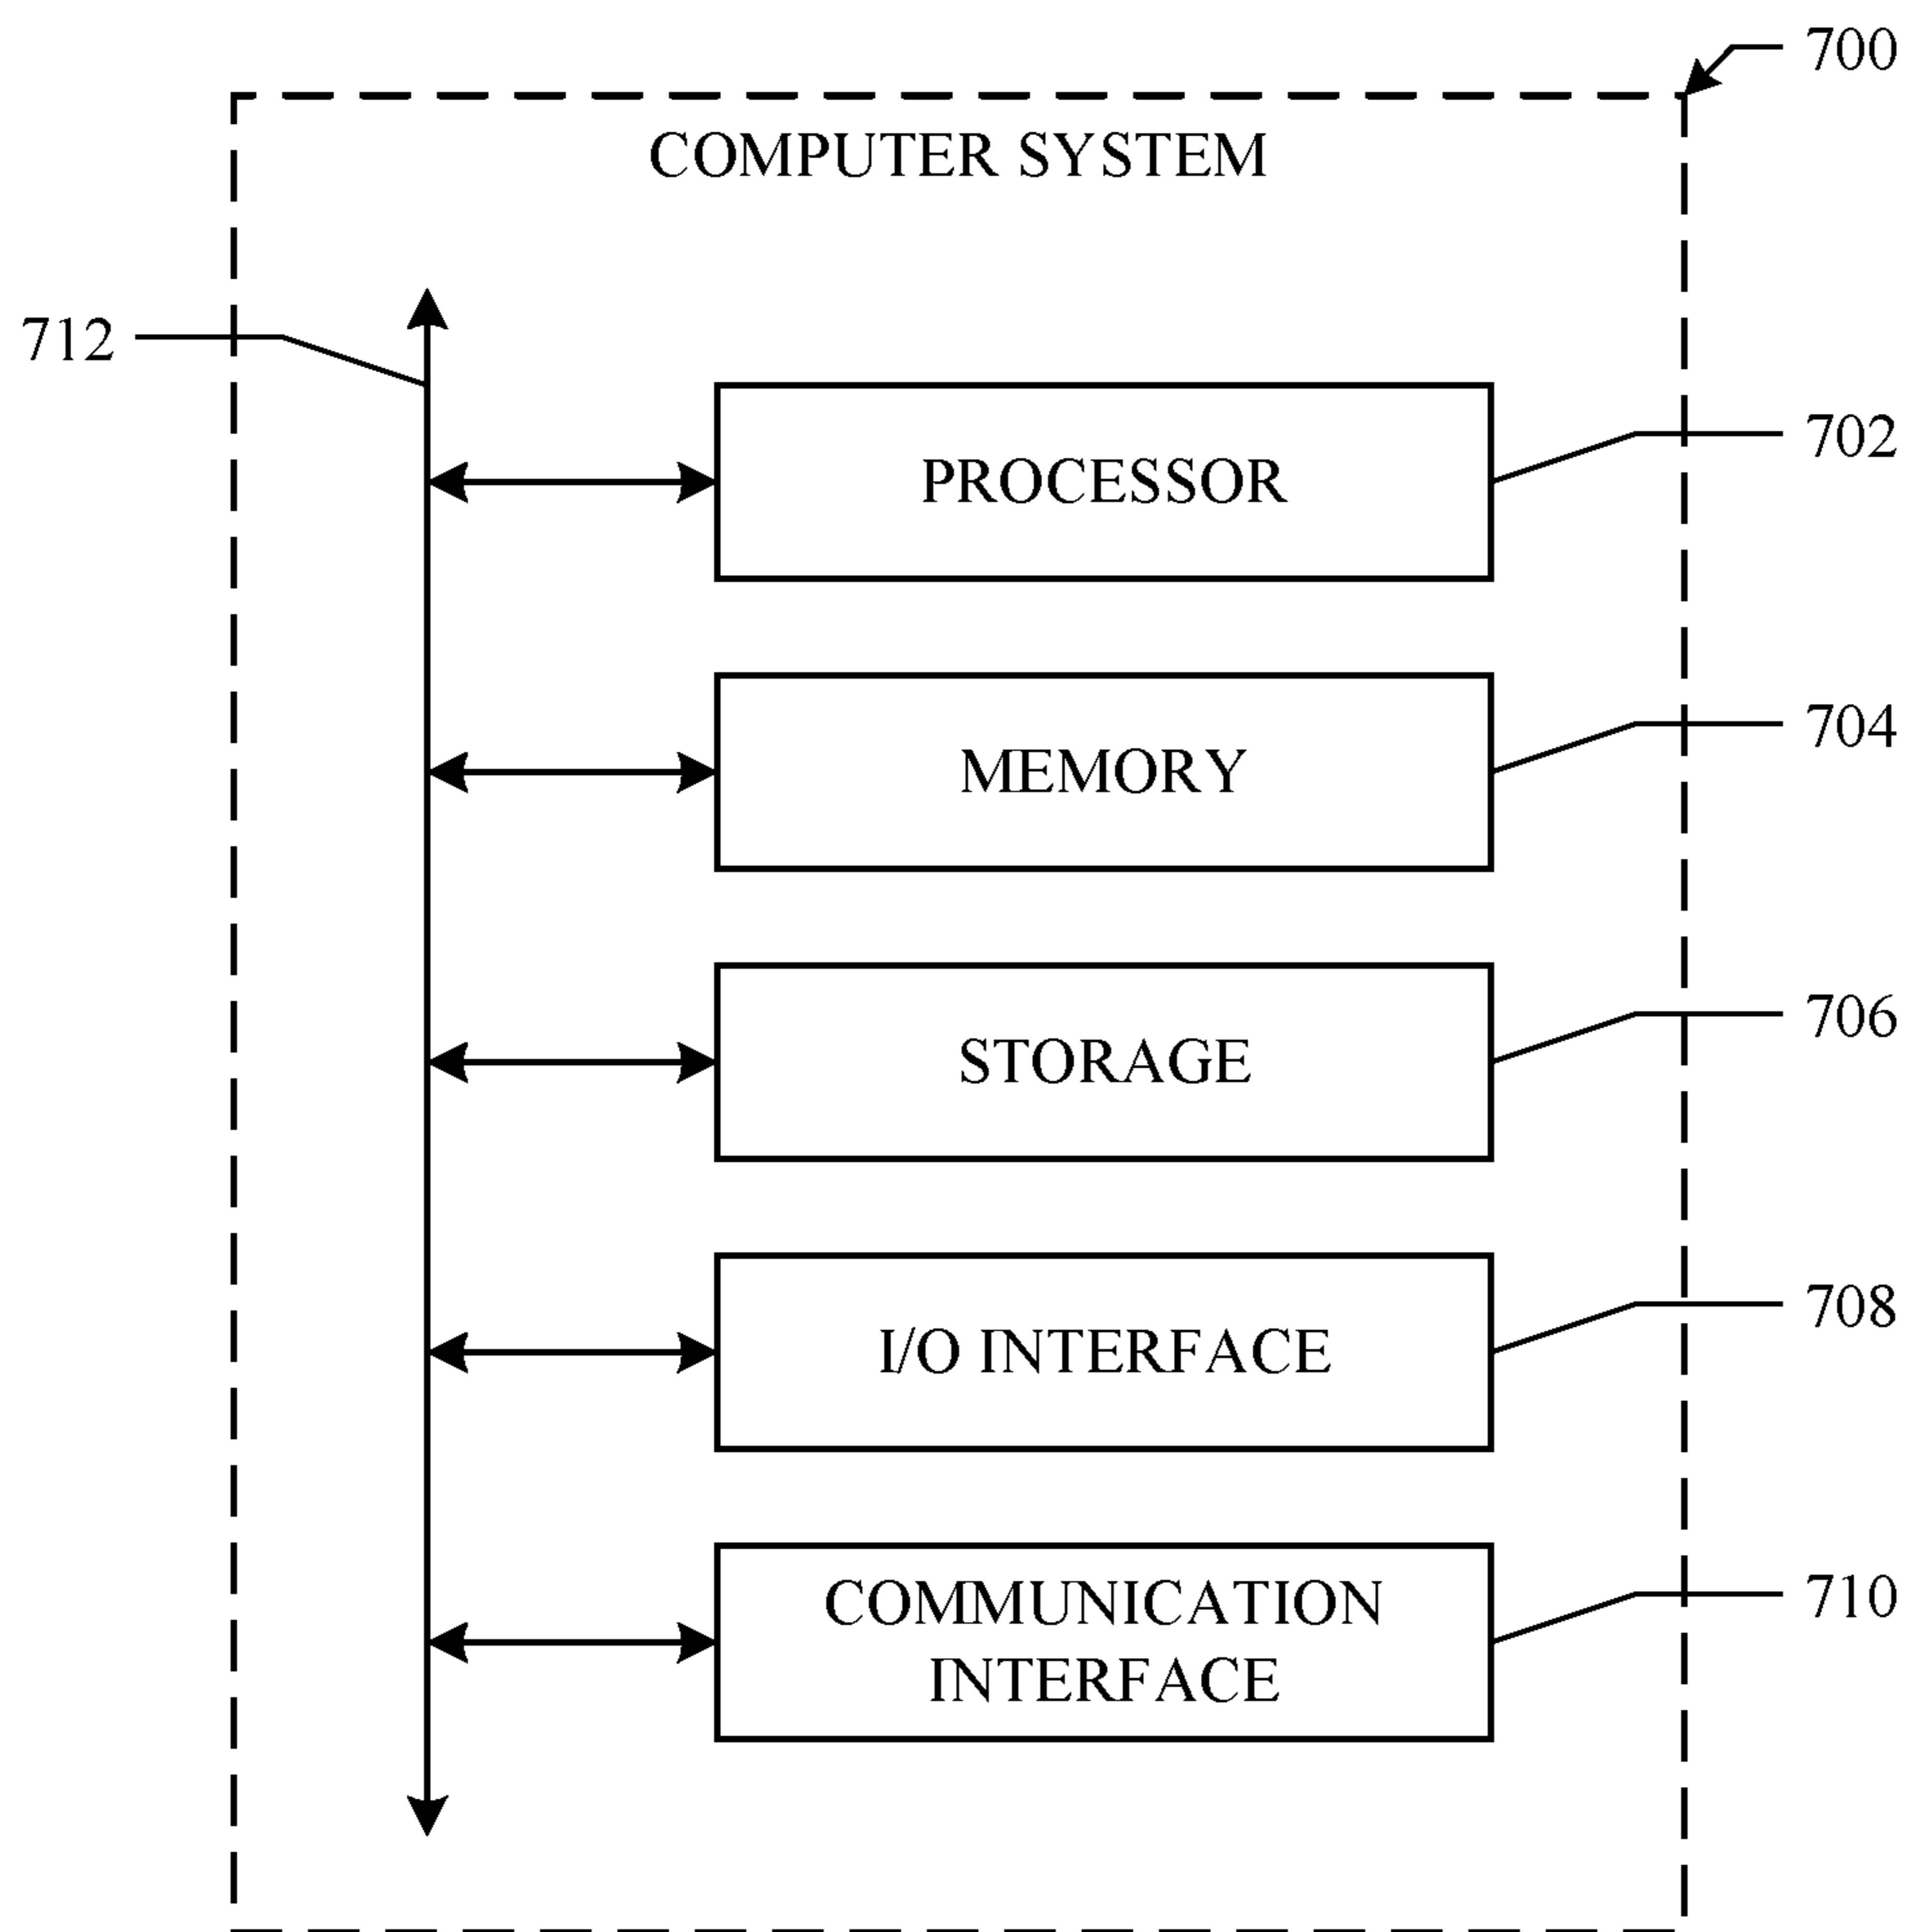 700
COMPUTER SYSTEM
712
702
PROCESSOR
704
MEMORY
706
STORAGE
708
I/O INTERFACE
710
COMMUNICATION
INTERFACE